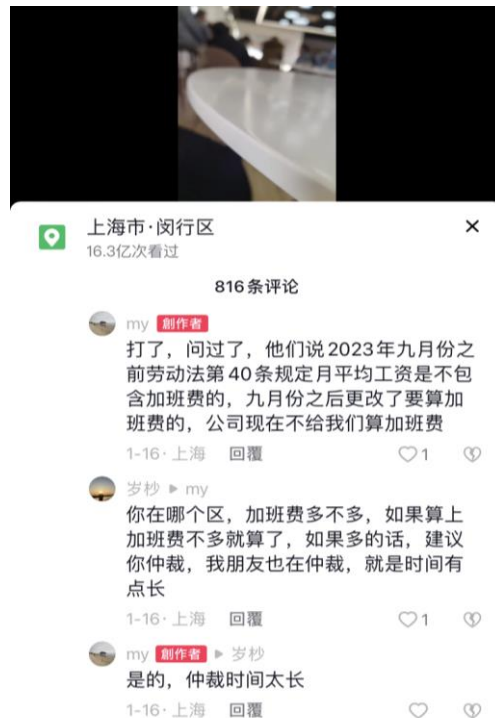 上海市·闵行区
16.3亿次看过
816条评论
my 創作者
打了，问过了，他们说2023年九月份之
前劳动法第40条规定月平均工资是不包
含加班费的，九月份之后更改了要算加
班费的，公司现在不给我们算加班费
1-16·上海 回覆 1
岁杪 ▶ my
你在哪个区，加班费多不多，如果算上
加班费不多就算了，如果多的话，建议
你仲裁，我朋友也在仲裁，就是时间有
点长
1-16·上海 回覆 1
my 創作者 ▶ 岁杪
是的，仲裁时间太长
1-16·上海 回覆